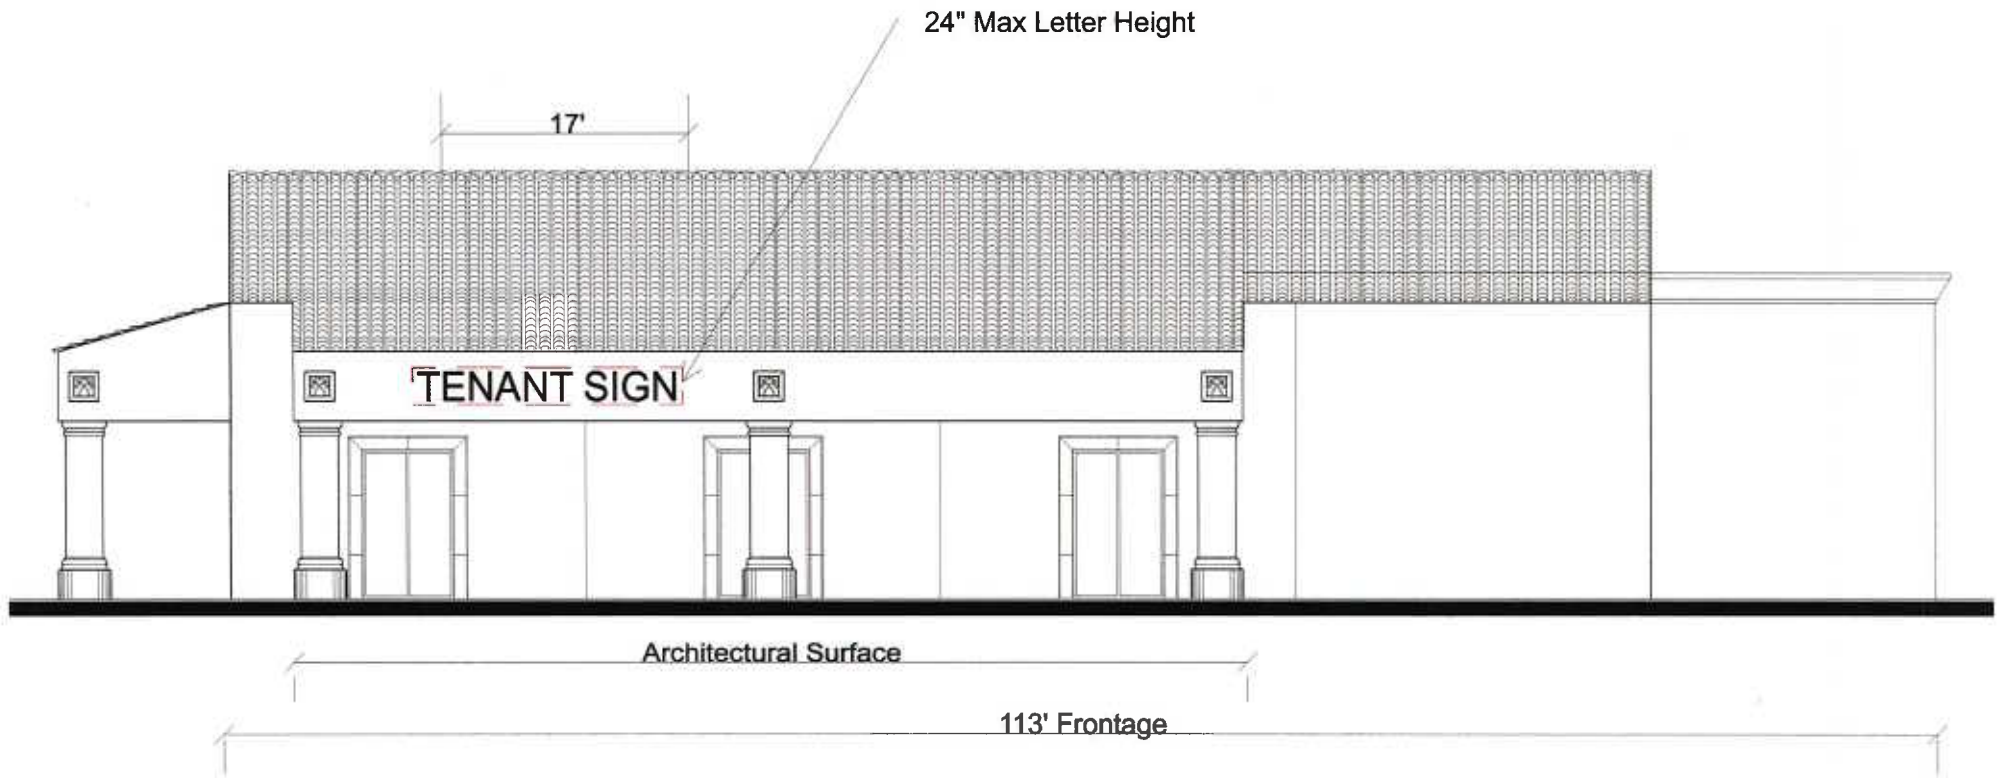 24" Max Letter Height
17'
TENANT SIGN
Architectural Surface
113' Frontage